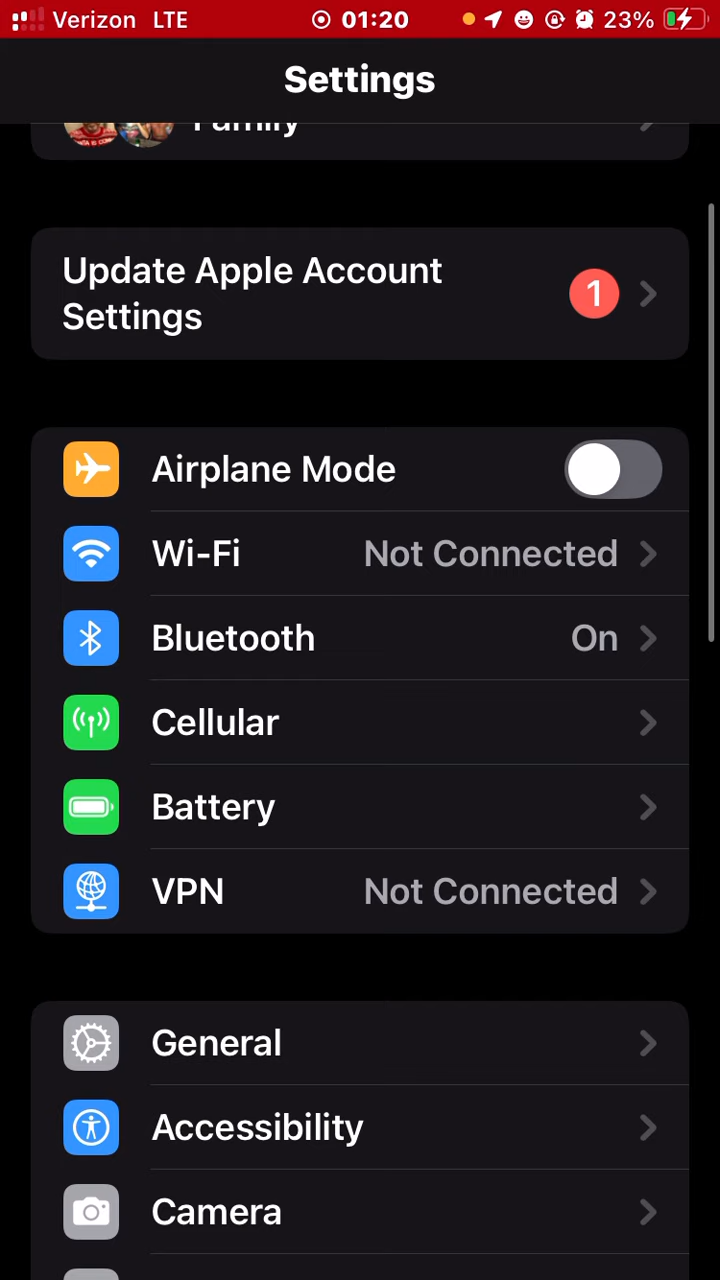 Verizon LTE 01:20 23%
Settings
Family
Update Apple Account
Settings
1
Airplane Mode
Wi-Fi Not Connected
Bluetooth On
Cellular
Battery
VPN Not Connected
General
Accessibility
Camera